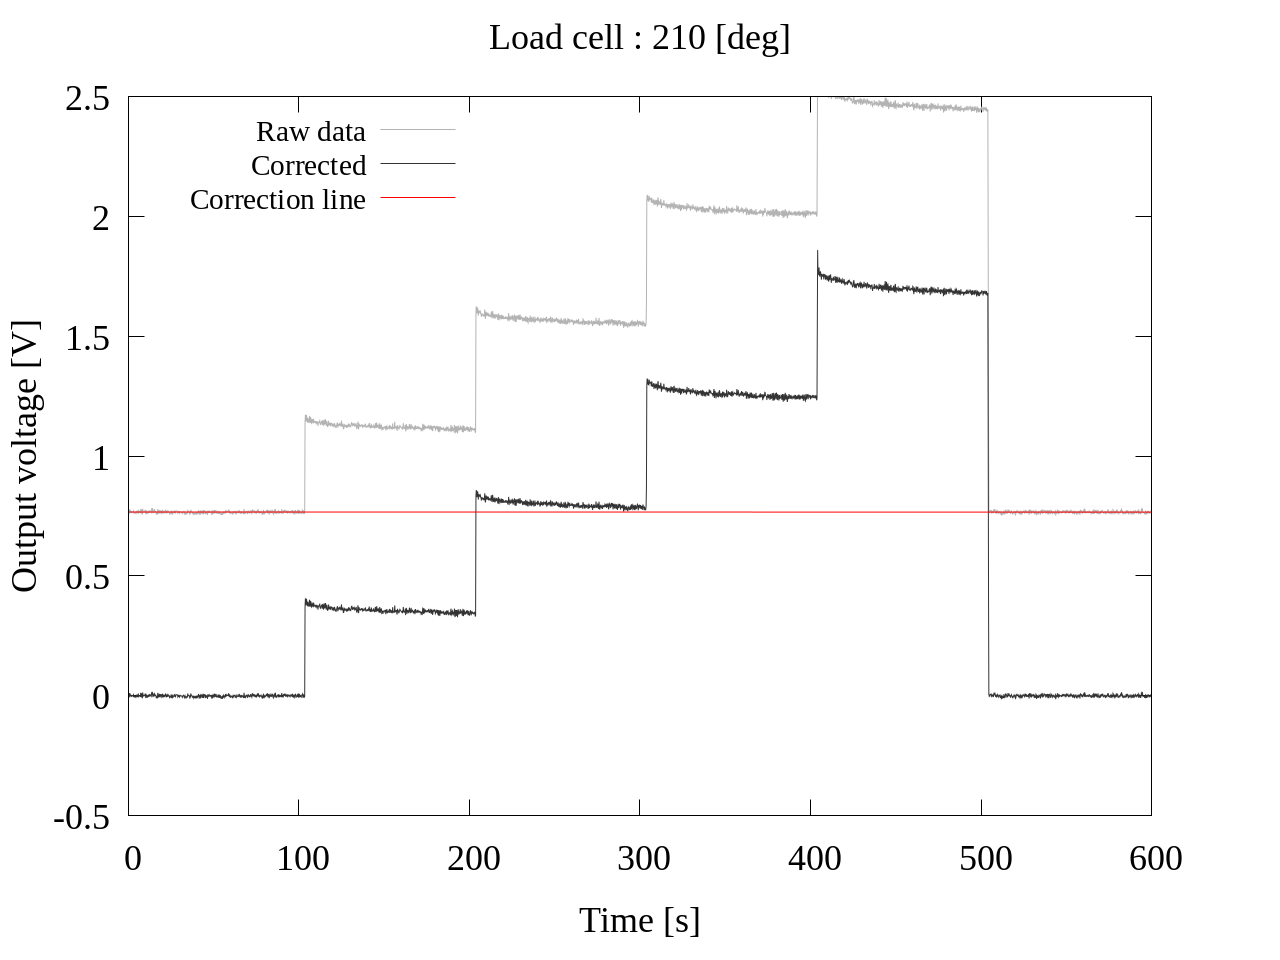 Load cell : 210 [deg]
2.5
2
1.5
1
0.5
0
-0.5
Raw data
Corrected
Correction line
Output voltage [V]
0 100 200 300 400 500 600
Time [s]